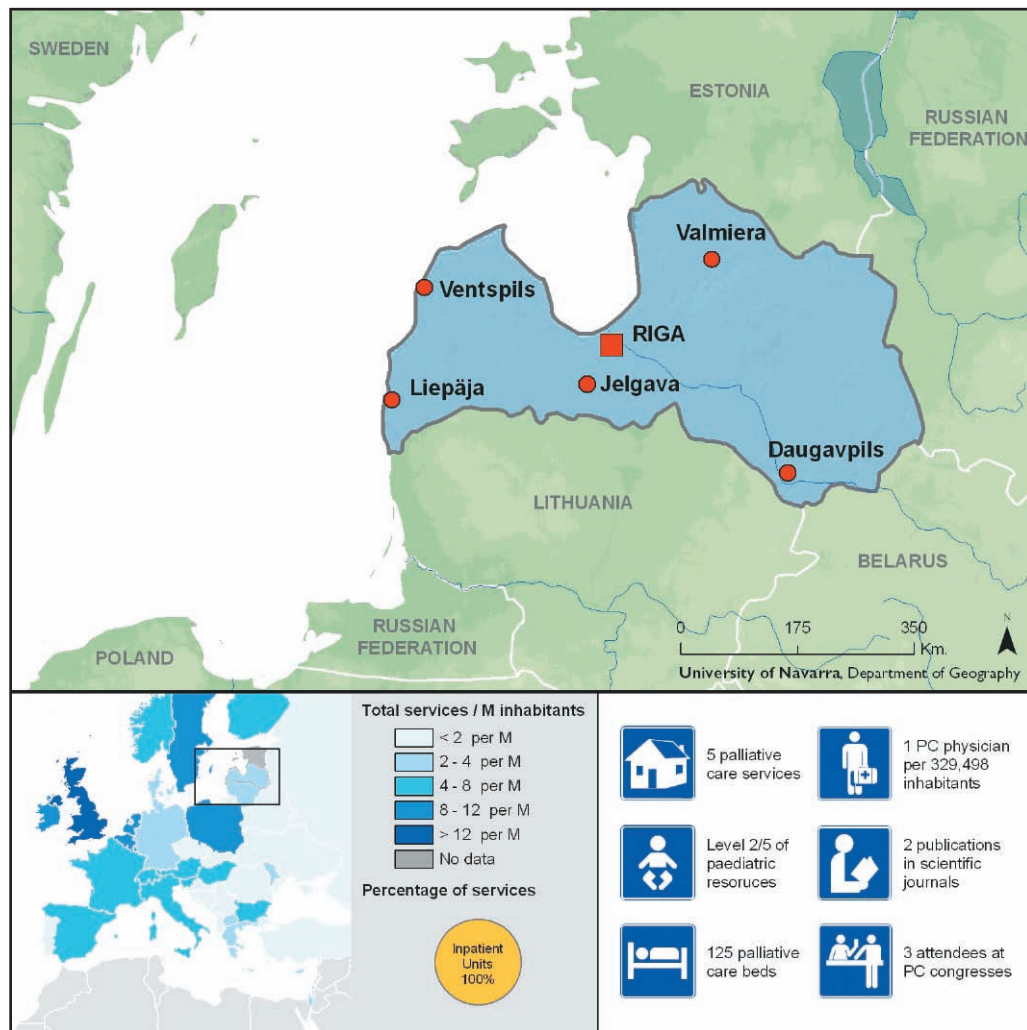 SWEDEN
ESTONIA
RUSSIAN
FEDERATION
Valmiera
Ventspils
RIGA
Liepäja
Jelgava
Daugavpils
LITHUANIA
BELARUS
RUSSIAN
FEDERATION
POLAND
N
0 175 350
Km.
University of Navarra, Department of Geography
Total services / M inhabitants
< 2 per M
2 - 4 per M
4 - 8 per M
8 - 12 per M
> 12 per M
No data
Percentage of services
Inpatient
Units
100%
5 palliative
care services
1 PC physician
per 329,498
inhabitants
Level 2/5 of
paediatric
resoruces
2 publications
in scientific
journals
125 palliative
care beds
3 attendees at
PC congresses